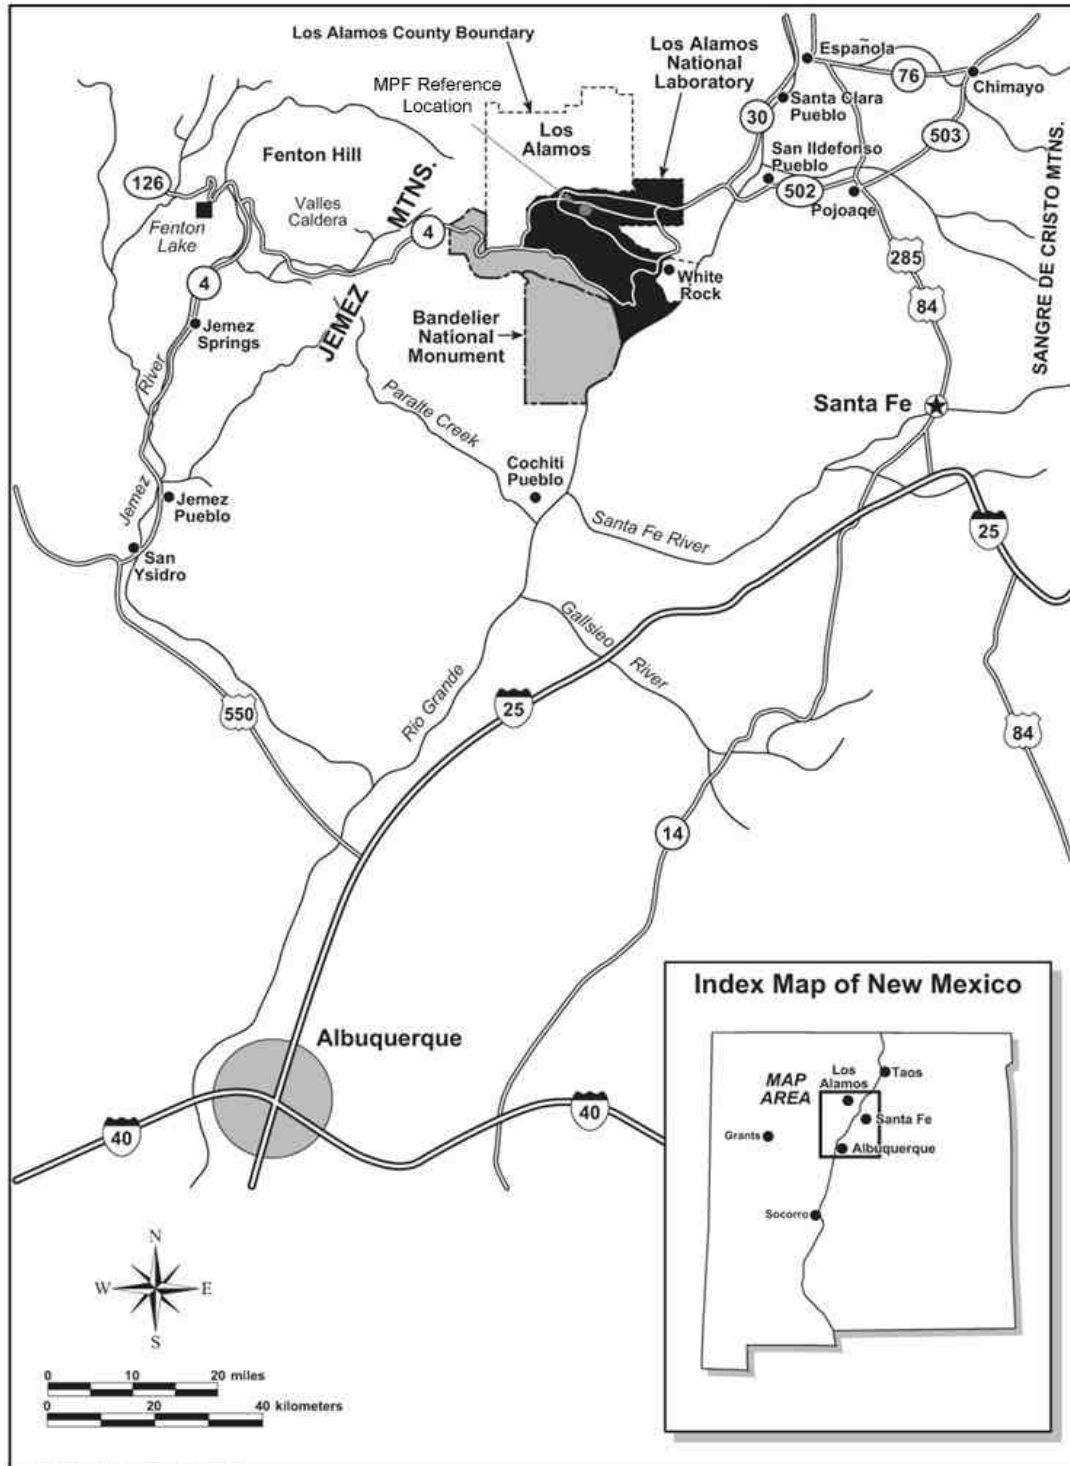 Los Alamos County Boundary
MPF Reference
Location
Los Alamos
National
Laboratory
Española
76
Chimayo
Santa Clara
Pueblo
30
503
Los
Alamos
San Ildefonso
Pueblo
502
Pojoaqe
Fenton Hill
126
Valles
Caldera
MTNS.
4
Fenton
Lake
4
SANGRE DE CRISTO MTNS.
285
84
White
Rock
JEMEZ
Jemez
Springs
Bandelier
National
Monument
River
Paralte Creek
Santa Fe
Cochiti
Pueblo
Jemez
Jemez
Pueblo
Santa Fe River
25
San
Ysidro
Gallsieo
River
Rio Grande
550
25
84
14
Albuquerque
40
40
Index Map of New Mexico
MAP
AREA
Los
Alamos
Taos
Santa Fe
Grants
Albuquerque
Socorro
N
W
E
S
0 10 20 miles
0 20 40 kilometers